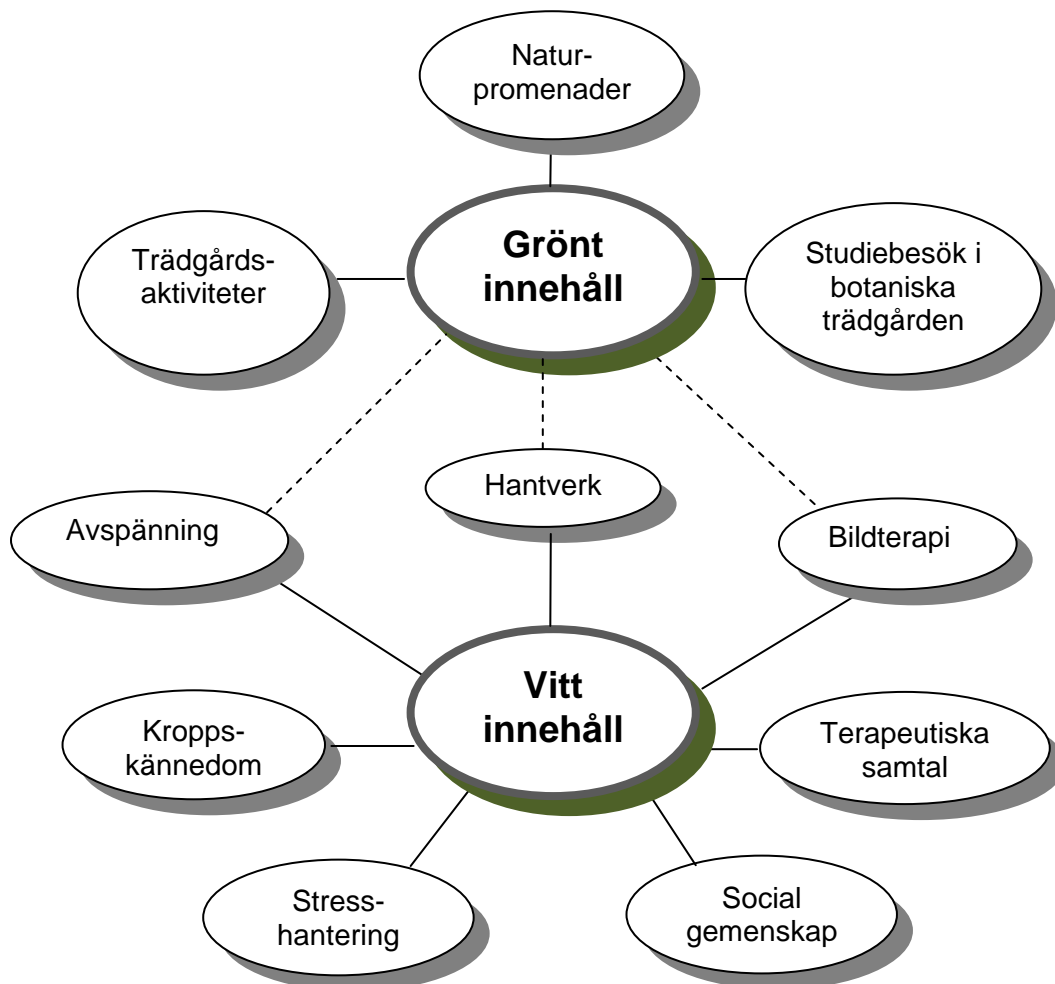 Natur-
promenader
Grönt
innehåll
Trädgårds-
aktiviteter
Studiebesök i
botaniska
trädgården
Hantverk
Avspänning
Bildterapi
Vitt
innehåll
Kropps-
kännedom
Terapeutiska
samtal
Stress-
hantering
Social
gemenskap